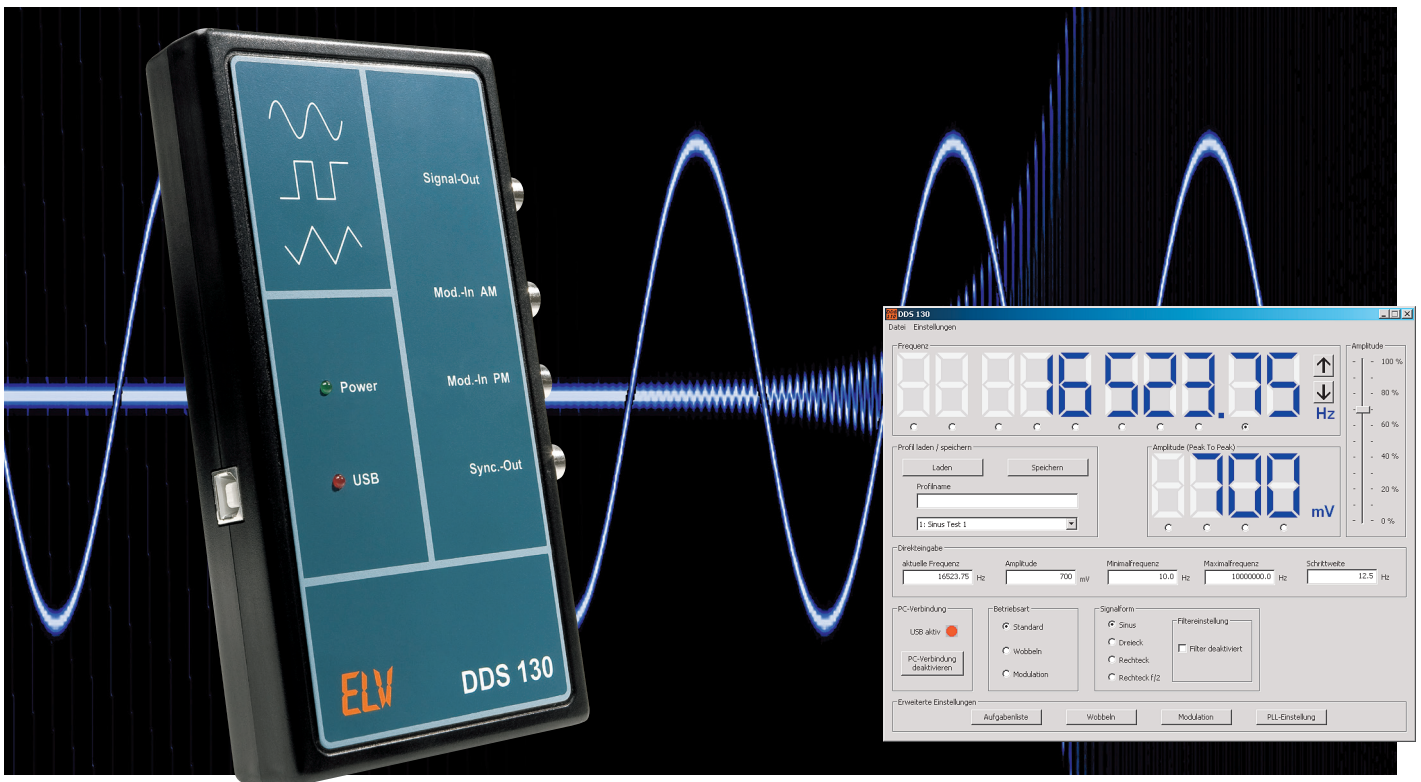 Signal-Out
Mod.-In AM
Mod.-In PM
Sync.-Out
Power
USB
ELV
DDS 130
DDS 130
Datei Einstellungen
Frequenz
16 523.75
Hz
Amplitude
100 %
80 %
60 %
40 %
20 %
0 %
Profil laden / speichern
Laden Speichern
Profilname
1: Sinus Test 1
Amplitude (Peak To Peak)
700
mV
Direkteingabe
aktuelle Frequenz Amplitude Minimalfrequenz Maximalfrequenz Schrittweite
16523.75 Hz 700 mV 10.0 Hz 10000000.0 Hz 12.5 Hz
PC-Verbindung
USB aktiv
PC-Verbindung
deaktivieren
Betriebsart
Standard
Wobbeln
Modulation
Signalform
Sinus
Dreieck
Rechteck
Rechteck f/2
Filtereinstellung
Filter deaktiviert
Erweiterte Einstellungen
Aufgabenliste Wobbeln Modulation PLL-Einstellung